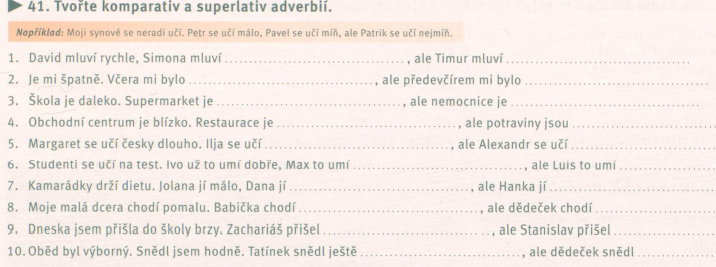 ▶ 41. Tvořte komparativ a superlativ adverbií.
Například: Moji synové se neradi učí. Petr se učí málo, Pavel se učí míň, ale Patrik se učí nejmíň.
1. David mluví rychle, Simona mluví ........................................ , ale Timur mluví ........................................
2. Je mi špatně. Včera mi bylo ........................................ , ale předevčírem mi bylo ........................................
3. Škola je daleko. Supermarket je ........................................ , ale nemocnice je ........................................
4. Obchodní centrum je blízko. Restaurace je ........................................ , ale potraviny jsou ........................................
5. Margaret se učí česky dlouho. Ilja se učí ........................................ , ale Alexandr se učí ........................................
6. Studenti se učí na test. Ivo už to umí dobře, Max to umí ........................................ , ale Luis to umí ........................................
7. Kamarádky drží dietu. Jolana jí málo, Dana jí ........................................ , ale Hanka jí ........................................
8. Moje malá dcera chodí pomalu. Babička chodí ........................................ , ale dědeček chodí ........................................
9. Dneska jsem přišla do školy brzy. Zachariáš přišel ........................................ , ale Stanislav přišel ........................................
10. Oběd byl výborný. Snědl jsem hodně. Tatínek snědl ještě ........................................ , ale dědeček snědl ........................................